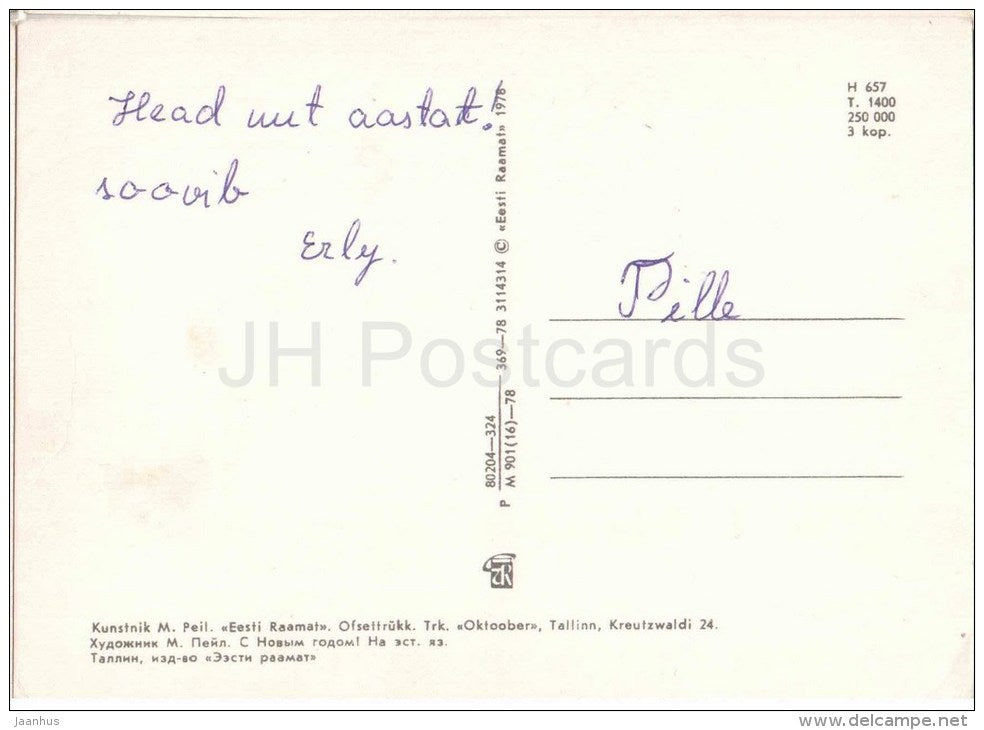 Head uut aastat!
soovib
Erly.
H 657
T. 1400
250 000
3 kop.
Pille
80204—324
P M 901(16)—78
369—78 3114314 © «Eesti Raamat» 1978
JH Postcards
Kunstnik M. Peil. «Eesti Raamat». Ofsettrükk. Trk. «Oktoober», Tallinn, Kreutzwaldi 24.
Художник М. Пейл. С Новым годом! На эст. яз.
Таллин, изд-во «Ээсти раамат»
jaanhus
www.delcampe.net